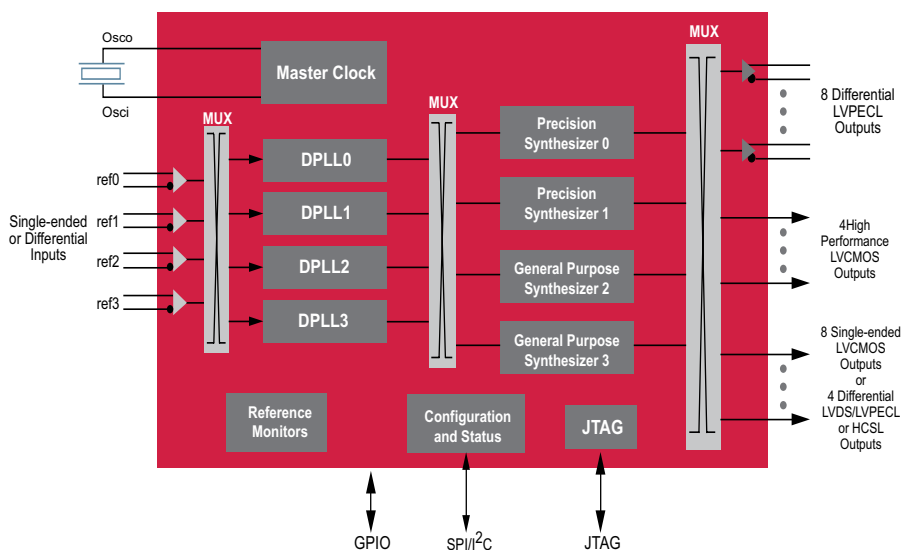 Osco
Osci
Master Clock
MUX
MUX
MUX
ref0
ref1
ref2
ref3
Single-ended
or Differential
Inputs
DPLL0
DPLL1
DPLL2
DPLL3
Precision
Synthesizer 0
Precision
Synthesizer 1
General Purpose
Synthesizer 2
General Purpose
Synthesizer 3
8 Differential
LVPECL
Outputs
4High
Performance
LVCMOS
Outputs
8 Single-ended
LVCMOS
Outputs
or
4 Differential
LVDS/LVPECL
or HCSL
Outputs
Reference
Monitors
Configuration
and Status
JTAG
GPIO
SPI/I²C
JTAG